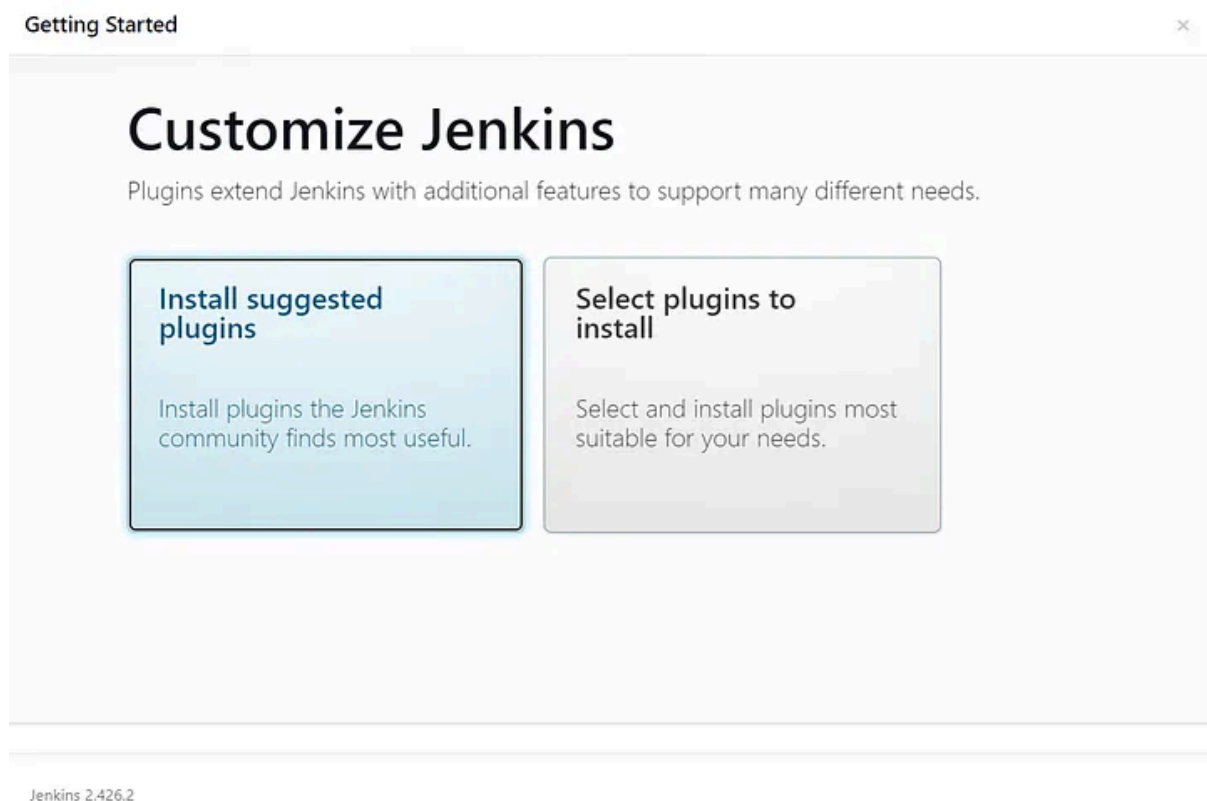 Getting Started
×
Customize Jenkins
Plugins extend Jenkins with additional features to support many different needs.
Install suggested
plugins
Install plugins the Jenkins
community finds most useful.
Select plugins to
install
Select and install plugins most
suitable for your needs.
Jenkins 2.426.2